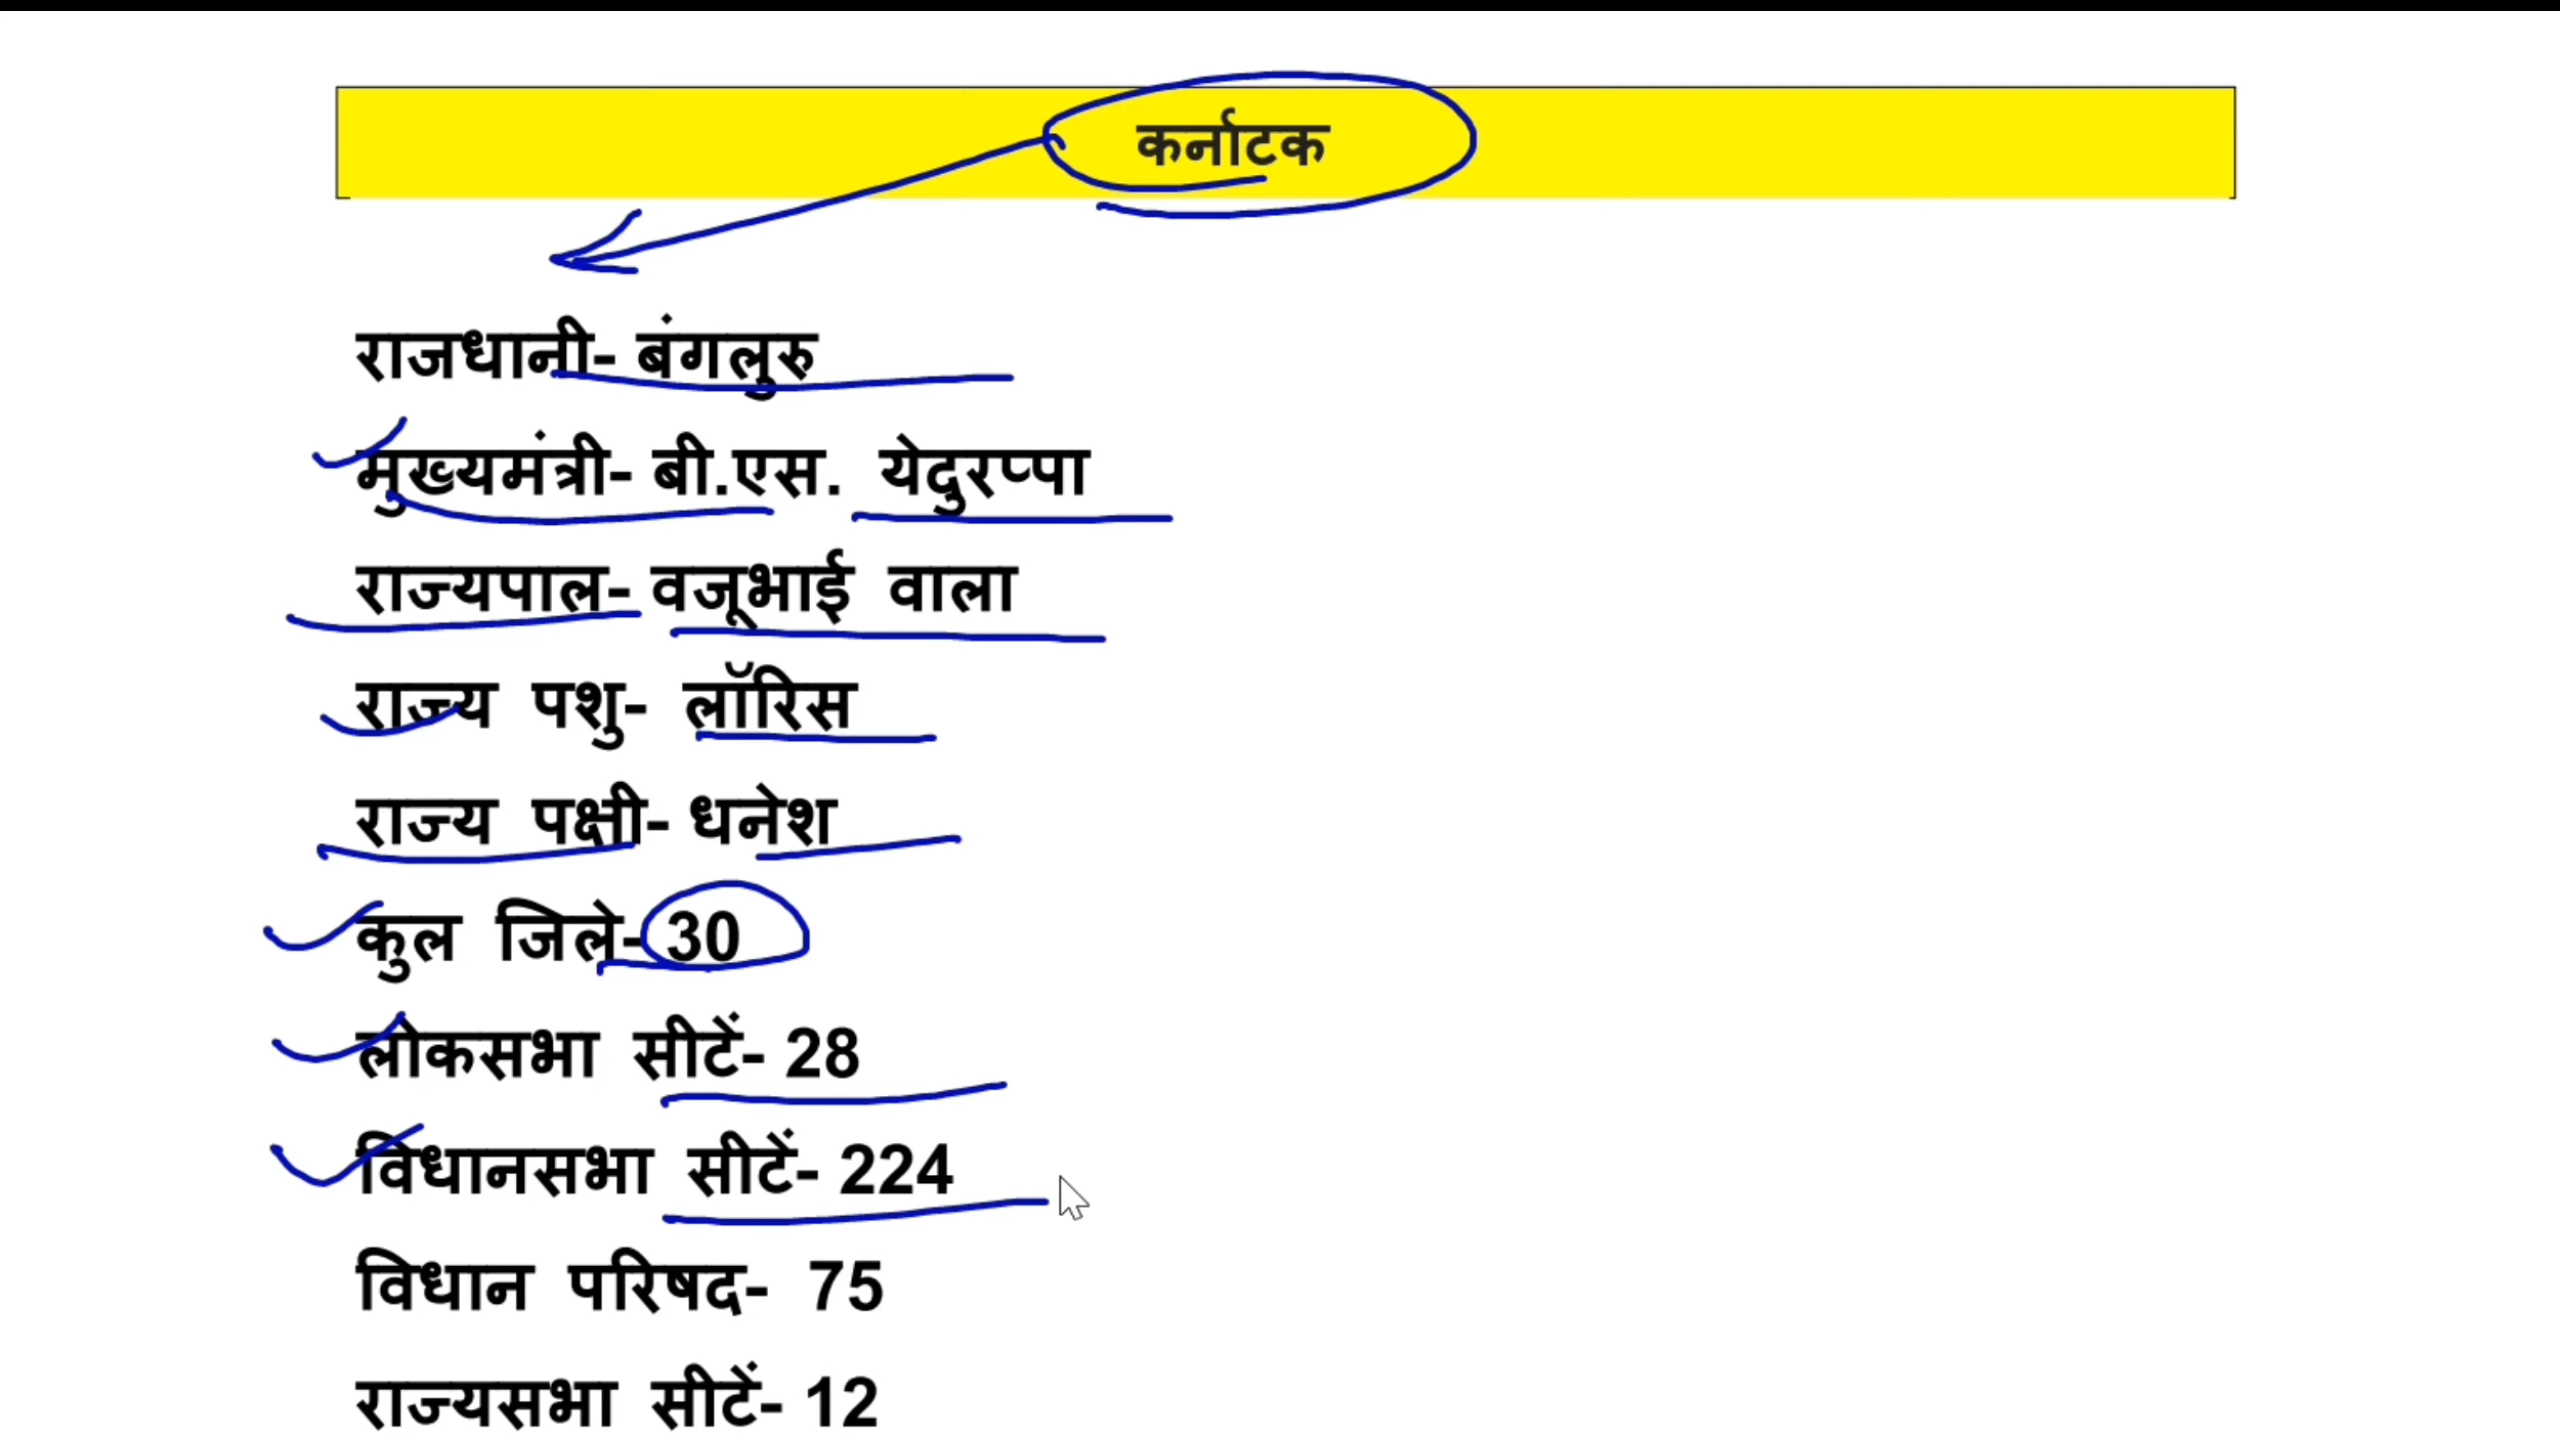 कर्नाटक
राजधानी- बंगलुरु
मुख्यमंत्री- बी.एस. येदुरप्पा
राज्यपाल- वजूभाई वाला
राज्य पशु- लॉरिस
राज्य पक्षी- धनेश
कुल जिले- 30
लोकसभा सीटें- 28
विधानसभा सीटें- 224
विधान परिषद- 75
राज्यसभा सीटें- 12